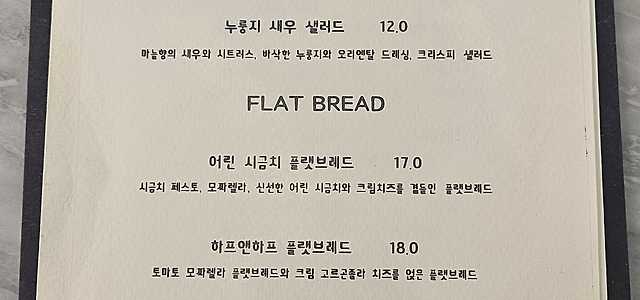 누룽지 새우 샐러드 12.0
마늘향의 새우와 시트러스, 바삭한 누룽지와 오리엔탈 드레싱, 크리스피 샐러드
FLAT BREAD
어린 시금치 플랫브레드 17.0
시금치 페스토, 모짜렐라, 신선한 어린 시금치와 크림치즈를 곁들인 플랫브레드
하프앤하프 플랫브레드 18.0
토마토 모짜렐라 플랫브레드와 크림 고르곤졸라 치즈를 얹은 플랫브레드